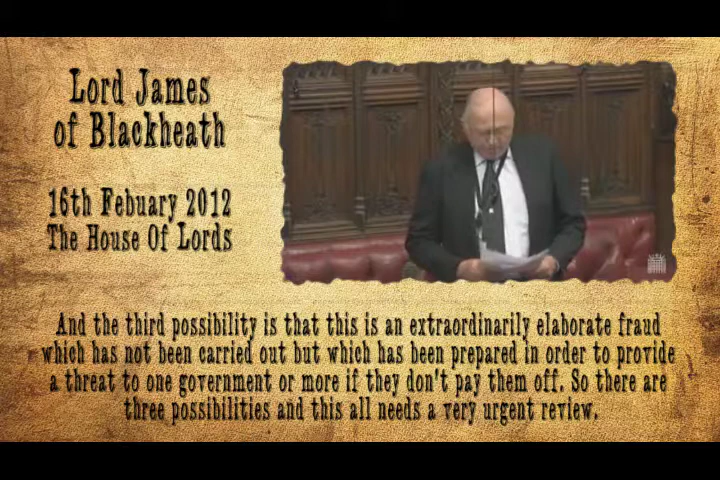 Lord James
of Blackheath
16th Febuary 2012
The House Of Lords
And the third possibility is that this is an extraordinarily elaborate fraud
which has not been carried out but which has been prepared in order to provide
a threat to one government or more if they don't pay them off. So there are
three possibilities and this all needs a very urgent review.